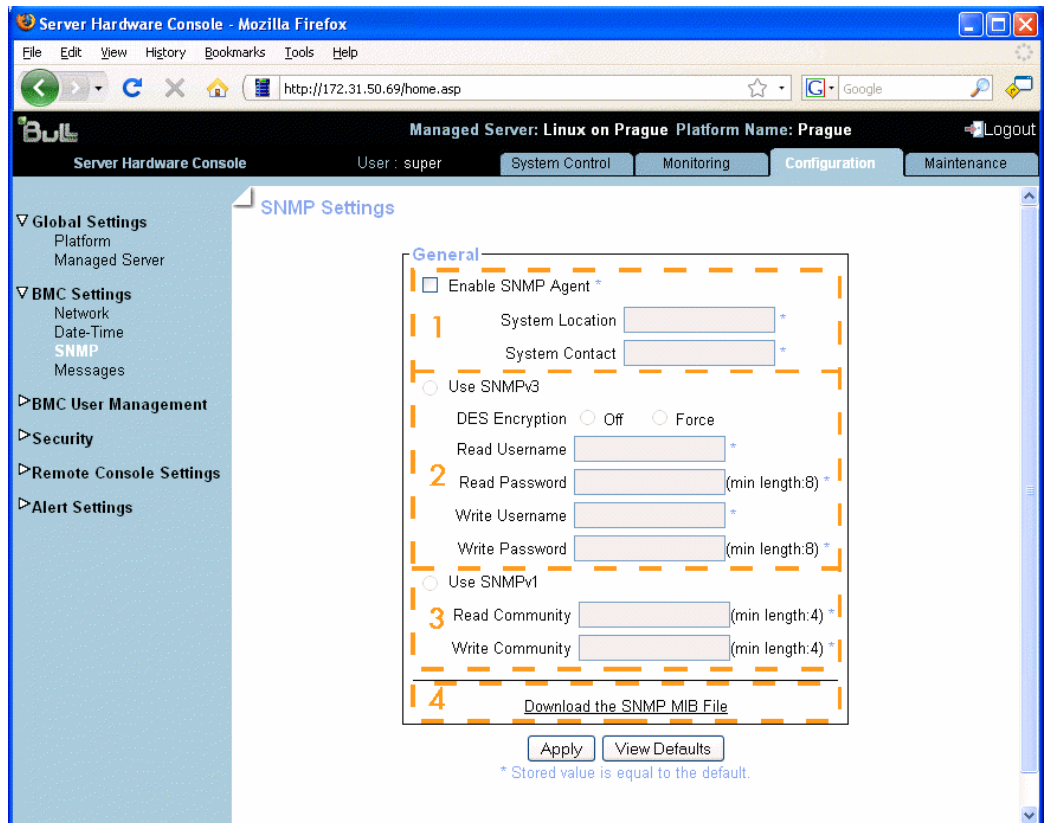 Server Hardware Console - Mozilla Firefox
File Edit View History Bookmarks Tools Help
http://172.31.50.69/home.asp
G Google
Bull
Managed Server: Linux on Prague Platform Name: Prague
Logout
Server Hardware Console
User : super
System Control
Monitoring
Configuration
Maintenance
Global Settings
Platform
Managed Server
BMC Settings
Network
Date-Time
SNMP
Messages
BMC User Management
Security
Remote Console Settings
Alert Settings
SNMP Settings
General
1
Enable SNMP Agent *
System Location *
System Contact *
2
Use SNMPv3
DES Encryption Off Force
Read Username *
Read Password (min length:8) *
Write Username *
Write Password (min length:8) *
3
Use SNMPv1
Read Community (min length:4) *
Write Community (min length:4) *
4
Download the SNMP MIB File
Apply
View Defaults
* Stored value is equal to the default.